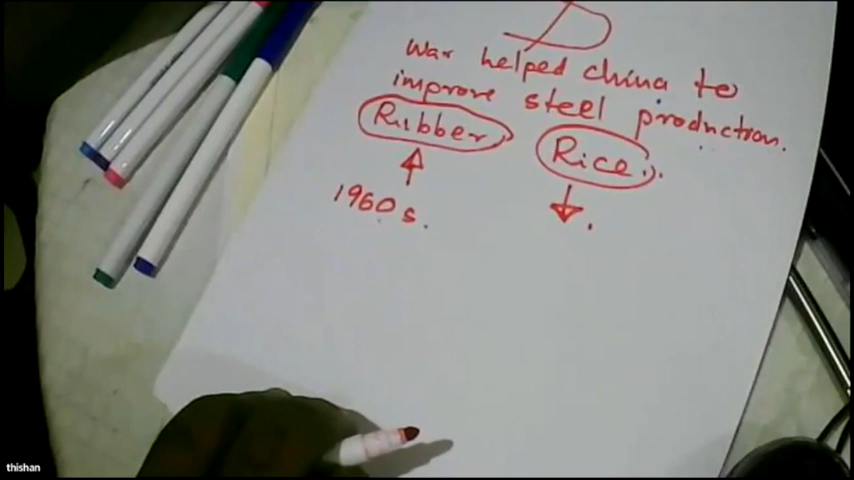 War helped china to
improve steel production.
Rubber Rice
1960s.
thishan